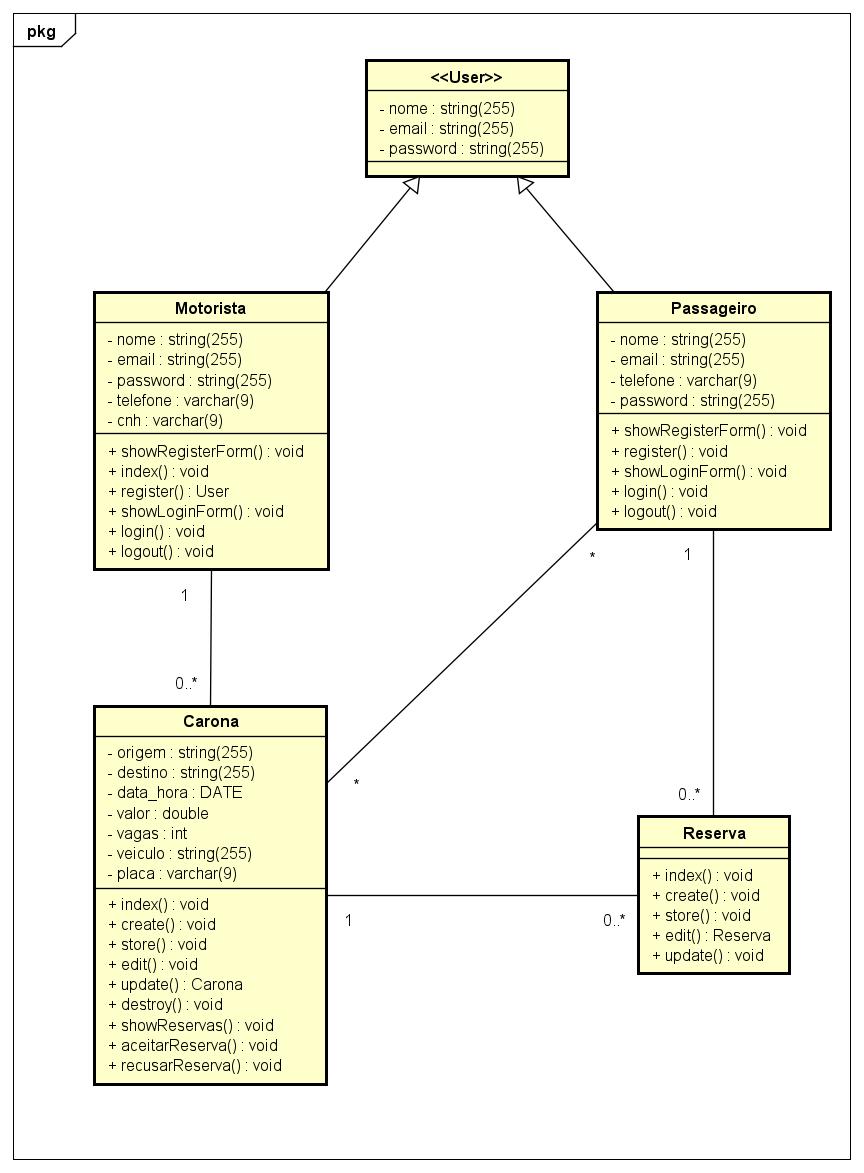 pkg
<<User>>
- nome : string(255)
- email : string(255)
- password : string(255)
Motorista
- nome : string(255)
- email : string(255)
- password : string(255)
- telefone : varchar(9)
- cnh : varchar(9)
+ showRegisterForm() : void
+ index() : void
+ register() : User
+ showLoginForm() : void
+ login() : void
+ logout() : void
Passageiro
- nome : string(255)
- email : string(255)
- telefone : varchar(9)
- password : string(255)
+ showRegisterForm() : void
+ register() : void
+ showLoginForm() : void
+ login() : void
+ logout() : void
1
0..*
*
*
1
0..*
Carona
- origem : string(255)
- destino : string(255)
- data_hora : DATE
- valor : double
- vagas : int
- veiculo : string(255)
- placa : varchar(9)
+ index() : void
+ create() : void
+ store() : void
+ edit() : void
+ update() : Carona
+ destroy() : void
+ showReservas() : void
+ aceitarReserva() : void
+ recusarReserva() : void
1
0..*
Reserva
+ index() : void
+ create() : void
+ store() : void
+ edit() : Reserva
+ update() : void